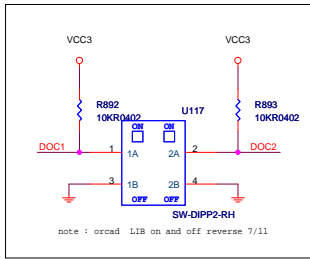 VCC3 VCC3
R892 U117 R893
10KR0402 ON ON 10KR0402
DOC1 1 1A 2A 2 DOC2
3 1B 2B 4
OFF OFF
SW-DIPP2-RH
note : orcad LIB on and off reverse 7/11